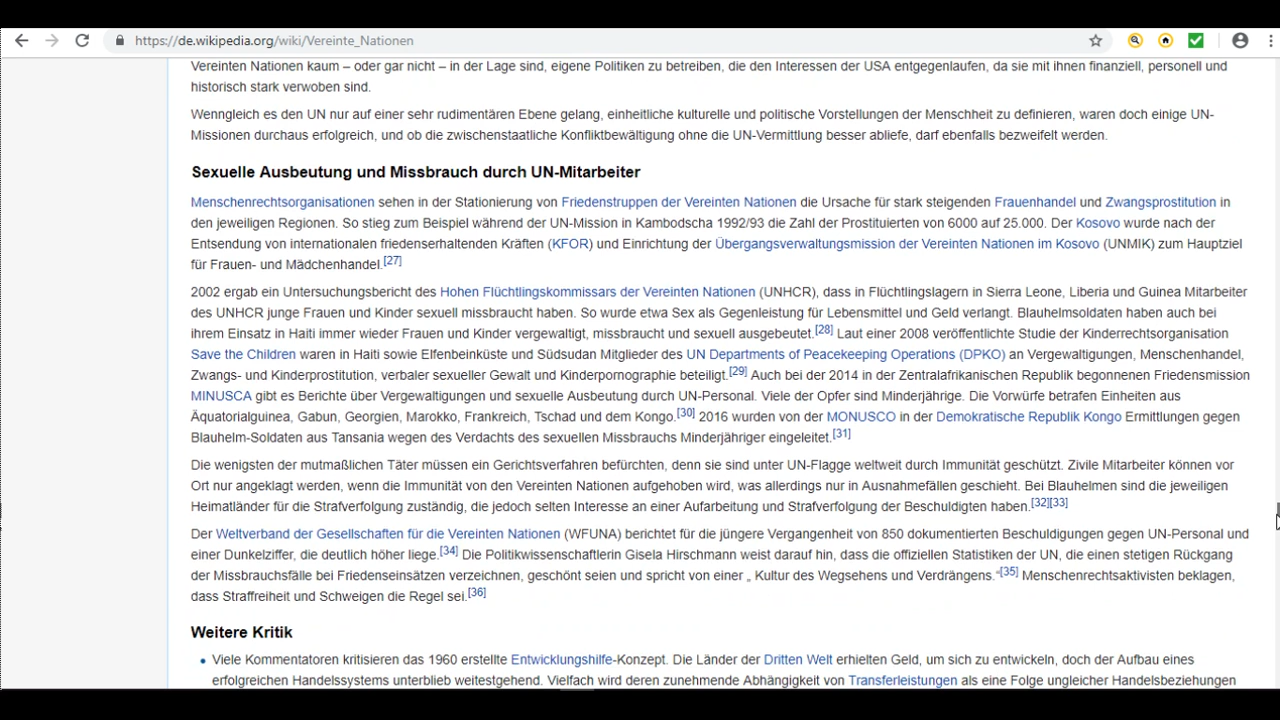 https://de.wikipedia.org/wiki/Vereinte_Nationen
Vereinten Nationen kaum – oder gar nicht – in der Lage sind, eigene Politiken zu betreiben, die den Interessen der USA entgegenlaufen, da sie mit ihnen finanziell, personell und
historisch stark verwoben sind.
Wenngleich es den UN nur auf einer sehr rudimentären Ebene gelang, einheitliche kulturelle und politische Vorstellungen der Menschheit zu definieren, waren doch einige UN-
Missionen durchaus erfolgreich, und ob die zwischenstaatliche Konfliktbewältigung ohne die UN-Vermittlung besser abliefe, darf ebenfalls bezweifelt werden.
Sexuelle Ausbeutung und Missbrauch durch UN-Mitarbeiter
Menschenrechtsorganisationen sehen in der Stationierung von Friedenstruppen der Vereinten Nationen die Ursache für stark steigenden Frauenhandel und Zwangsprostitution in
den jeweiligen Regionen. So stieg zum Beispiel während der UN-Mission in Kambodscha 1992/93 die Zahl der Prostituierten von 6000 auf 25.000. Der Kosovo wurde nach der
Entsendung von internationalen friedenserhaltenden Kräften (KFOR) und Einrichtung der Übergangsverwaltungsmission der Vereinten Nationen im Kosovo (UNMIK) zum Hauptziel
für Frauen- und Mädchenhandel.[27]
2002 ergab ein Untersuchungsbericht des Hohen Flüchtlingskommissars der Vereinten Nationen (UNHCR), dass in Flüchtlingslagern in Sierra Leone, Liberia und Guinea Mitarbeiter
des UNHCR junge Frauen und Kinder sexuell missbraucht haben. So wurde etwa Sex als Gegenleistung für Lebensmittel und Geld verlangt. Blauhelmsoldaten haben auch bei
ihrem Einsatz in Haiti immer wieder Frauen und Kinder vergewaltigt, missbraucht und sexuell ausgebeutet.[28] Laut einer 2008 veröffentlichte Studie der Kinderrechtsorganisation
Save the Children waren in Haiti sowie Elfenbeinküste und Südsudan Mitglieder des UN Departments of Peacekeeping Operations (DPKO) an Vergewaltigungen, Menschenhandel,
Zwangs- und Kinderprostitution, verbaler sexueller Gewalt und Kinderpornographie beteiligt.[29] Auch bei der 2014 in der Zentralafrikanischen Republik begonnenen Friedensmission
MINUSCA gibt es Berichte über Vergewaltigungen und sexuelle Ausbeutung durch UN-Personal. Viele der Opfer sind Minderjährige. Die Vorwürfe betrafen Einheiten aus
Äquatorialguinea, Gabun, Georgien, Marokko, Frankreich, Tschad und dem Kongo.[30] 2016 wurden von der MONUSCO in der Demokratische Republik Kongo Ermittlungen gegen
Blauhelm-Soldaten aus Tansania wegen des Verdachts des sexuellen Missbrauchs Minderjähriger eingeleitet.[31]
Die wenigsten der mutmaßlichen Täter müssen ein Gerichtsverfahren befürchten, denn sie sind unter UN-Flagge weltweit durch Immunität geschützt. Zivile Mitarbeiter können vor
Ort nur angeklagt werden, wenn die Immunität von den Vereinten Nationen aufgehoben wird, was allerdings nur in Ausnahmefällen geschieht. Bei Blauhelmen sind die jeweiligen
Heimatländer für die Strafverfolgung zuständig, die jedoch selten Interesse an einer Aufarbeitung und Strafverfolgung der Beschuldigten haben.[32][33]
Der Weltverband der Gesellschaften für die Vereinten Nationen (WFUNA) berichtet für die jüngere Vergangenheit von 850 dokumentierten Beschuldigungen gegen UN-Personal und
einer Dunkelziffer, die deutlich höher liege.[34] Die Politikwissenschaftlerin Gisela Hirschmann weist darauf hin, dass die offiziellen Statistiken der UN, die einen stetigen Rückgang
der Missbrauchsfälle bei Friedenseinsätzen verzeichnen, geschönt seien und spricht von einer „ Kultur des Wegsehens und Verdrängens.“[35] Menschenrechtsaktivisten beklagen,
dass Straffreiheit und Schweigen die Regel sei.[36]
Weitere Kritik
• Viele Kommentatoren kritisieren das 1960 erstellte Entwicklungshilfe-Konzept. Die Länder der Dritten Welt erhielten Geld, um sich zu entwickeln, doch der Aufbau eines
erfolgreichen Handelssystems unterblieb weitestgehend. Vielfach wird deren zunehmende Abhängigkeit von Transferleistungen als eine Folge ungleicher Handelsbeziehungen